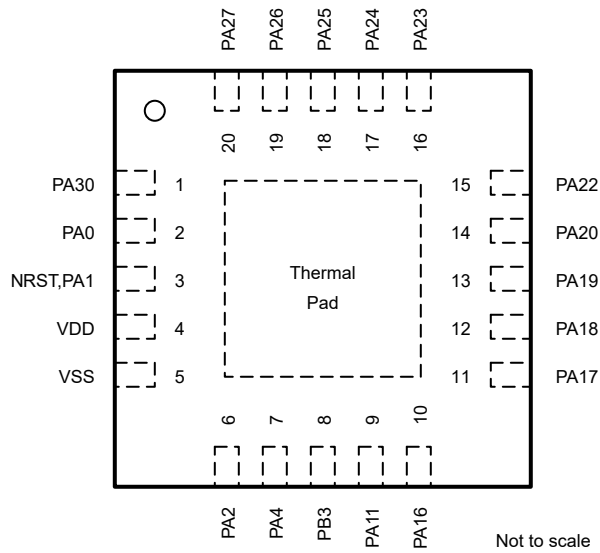 PA27 PA26 PA25 PA24 PA23
20 19 18 17 16
PA30 1 15 PA22
PA0 2 14 PA20
NRST,PA1 3 Thermal 13 PA19
Pad
VDD 4 12 PA18
VSS 5 11 PA17
6 7 8 9 10
PA2 PA4 PB3 PA11 PA16
Not to scale